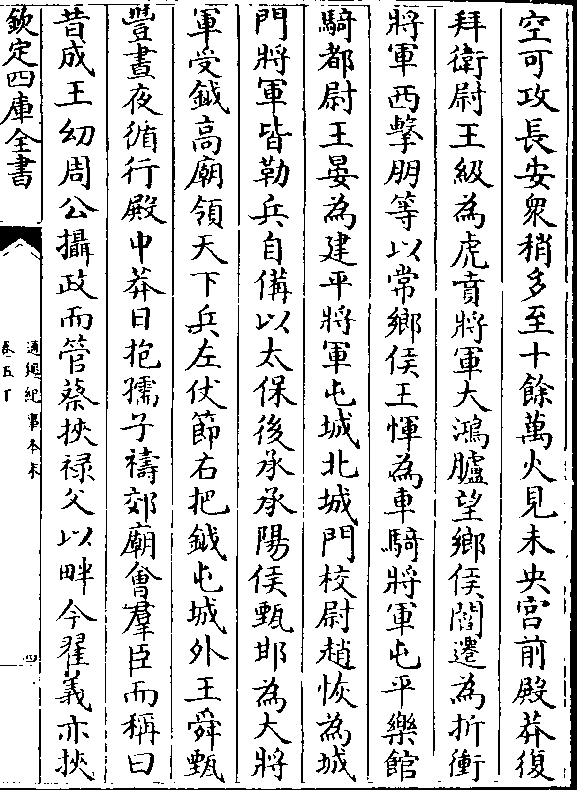 空可攻長安衆稍多至十餘萬火見未央宮前殿莽復
拜衛尉王級為虎賁將軍大鴻臚望鄉侯閻遷為折衝
將軍西擊朋等以常鄉侯王惲為車騎將軍屯平樂館
騎都尉王晏為建平將軍屯城北城門校尉趙恢為城
門將軍皆勒兵自備以太保後承承陽侯甄邯為大將
軍受鉞高廟領天下兵左仗節右把鉞屯城外王舜甄
豐晝夜循行殿中莽日抱孺子禱郊廟會羣臣而稱曰
昔成王幼周公攝政而管蔡挾禄父以畔今翟義亦挾
欽定四庫全書
通鑑紀事本末
卷五下
四